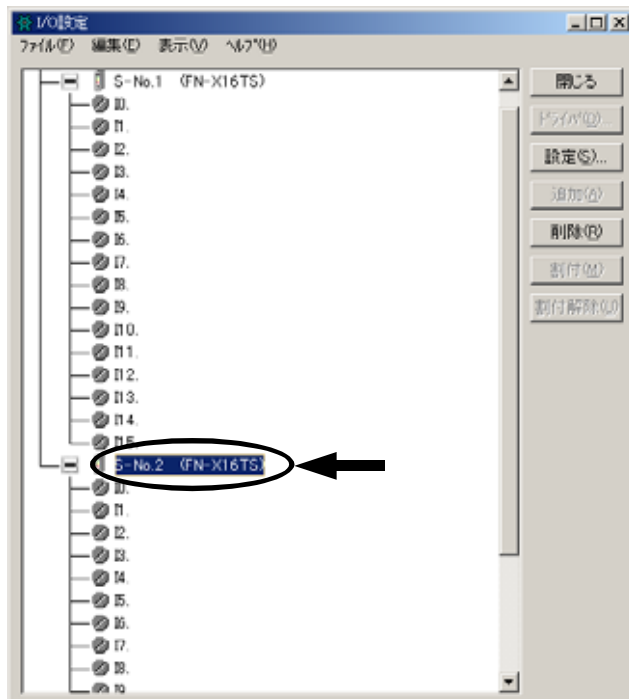 I/O設定
ファイル(F) 編集(E) 表示(V) ヘルプ(H)
S-No.1 (FN-X16TS)
I0.
I1.
I2.
I3.
I4.
I5.
I6.
I7.
I8.
I9.
I10.
I11.
I12.
I13.
I14.
I15.
S-No.2 (FN-X16TS)
I0.
I1.
I2.
I3.
I4.
I5.
I6.
I7.
I8.
I9
閉じる
ドライバ(D)...
設定(S)...
追加(A)
削除(R)
割付(M)
割付解除(U)